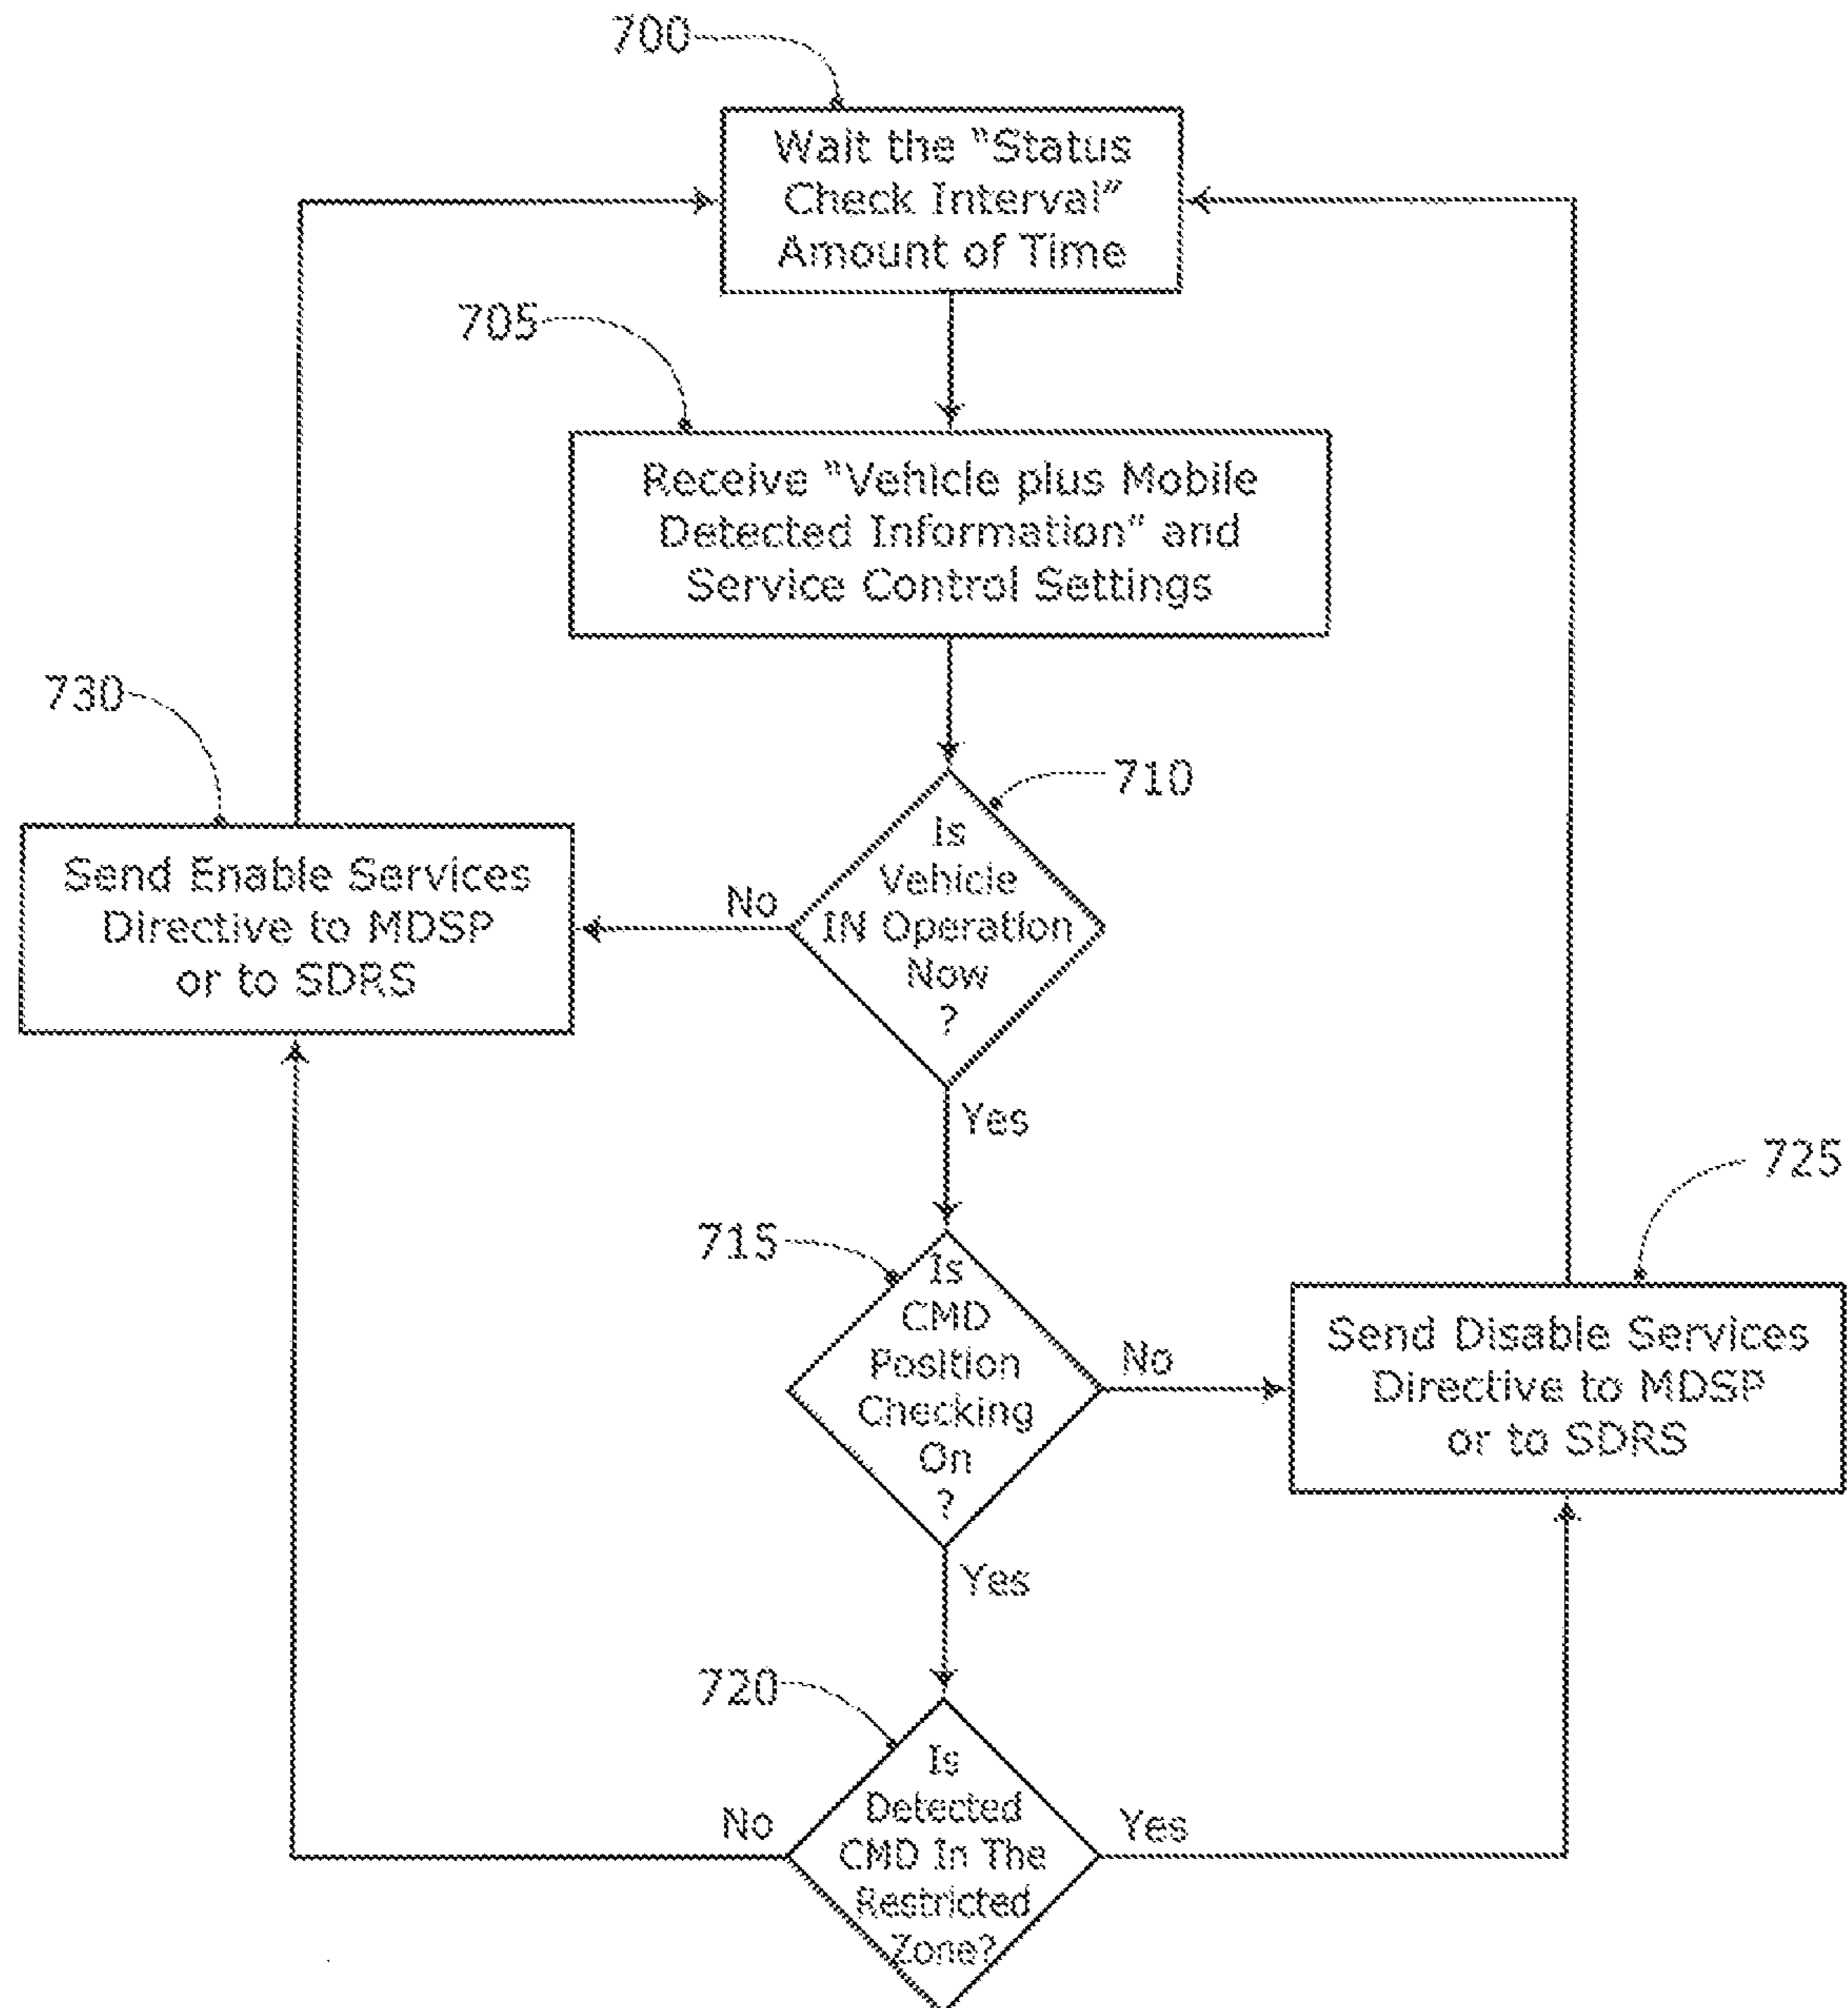 700
Wait the "Status
Check Interval"
Amount of Time
705
Receive "Vehicle plus Mobile
Detected Information" and
Service Control Settings
730
710
Is
Vehicle
IN Operation
Now
?
Send Enable Services
Directive to MDSP
or to SDRS
No
Yes
725
715
Is
CMD
Position
Checking
On
?
No
Send Disable Services
Directive to MDSP
or to SDRS
Yes
720
Is
Detected
CMD In The
Restricted
Zone?
No
Yes